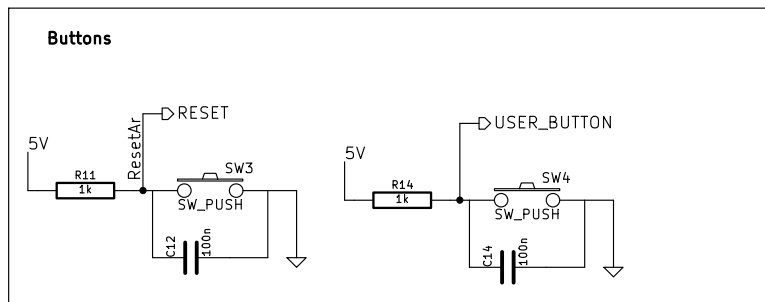 Buttons
5V
R11
1k
ResetAr
RESET
SW3
SW_PUSH
C12
100n
5V
R14
1k
USER_BUTTON
SW4
SW_PUSH
C14
100n